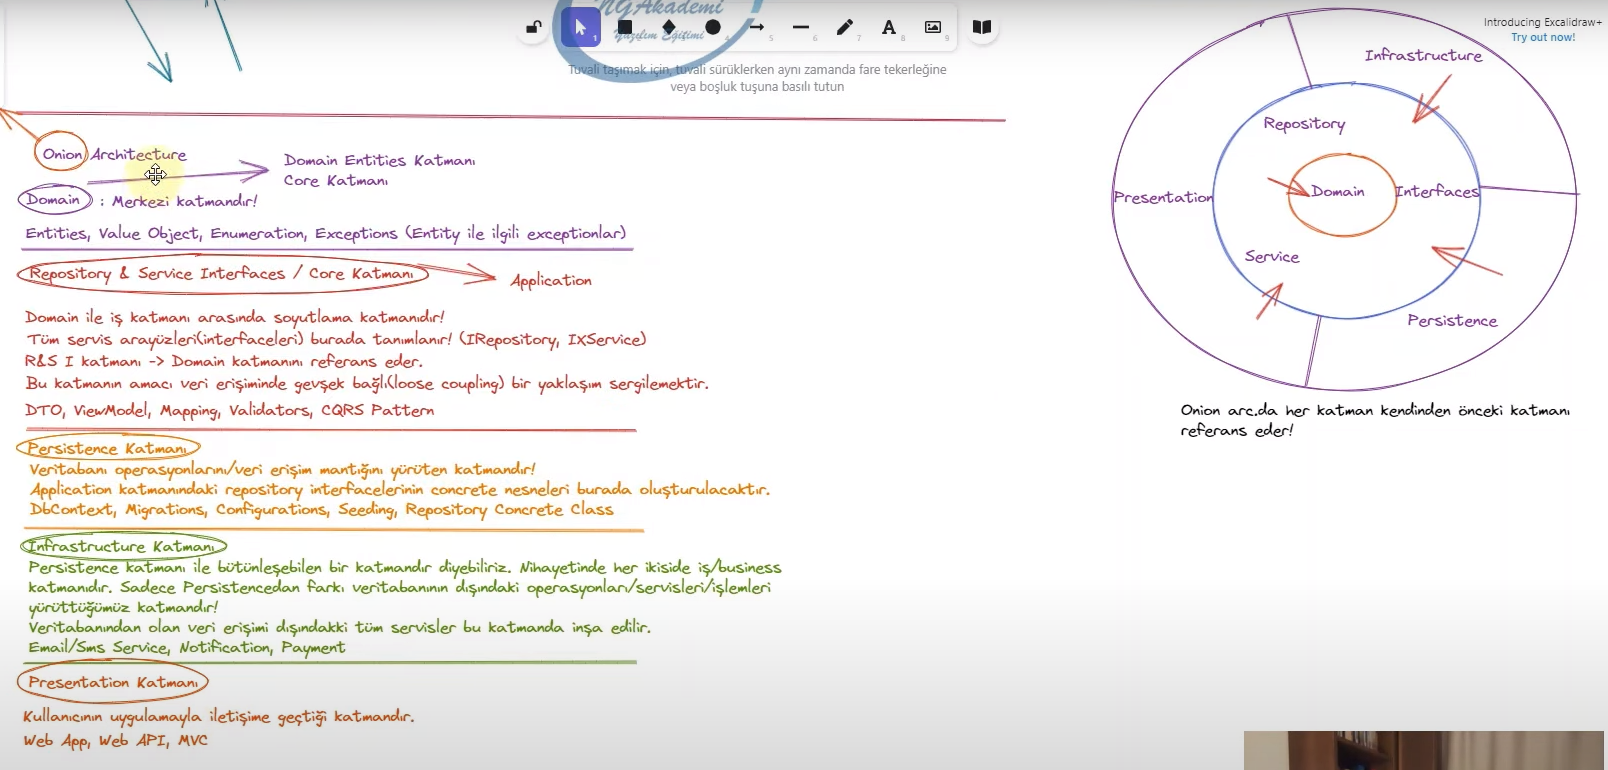 NGAkademi
Yazılım Eğitimi
1
4
5
6
7
A
8
9
Introducing Excalidraw+
Try out now!
Tuvali taşımak için, tuvali sürüklerken aynı zamanda fare tekerleğine
veya boşluk tuşuna basılı tutun
Onion Architecture
Domain Entities Katmanı
Core Katmanı
Domain : Merkezi katmandır!
Entities, Value Object, Enumeration, Exceptions (Entity ile ilgili exceptionlar)
Repository & Service Interfaces / Core Katmanı
Application
Domain ile iş katmanı arasında soyutlama katmanıdır!
Tüm servis arayüzleri(interfaceleri) burada tanımlanır! (IRepository, IXService)
R&S I katmanı -> Domain katmanını referans eder.
Bu katmanın amacı veri erişiminde gevşek bağlı(loose coupling) bir yaklaşım sergilemektir.
DTO, ViewModel, Mapping, Validators, CQRS Pattern
Persistence Katmanı
Veritabanı operasyonlarını/veri erişim mantığını yürüten katmandır!
Application katmanındaki repository interfacelerinin concrete nesneleri burada oluşturulacaktır.
DbContext, Migrations, Configurations, Seeding, Repository Concrete Class
Infrastructure Katmanı
Persistence katmanı ile bütünleşebilen bir katmandır diyebiliriz. Nihayetinde her ikiside iş/business
katmanıdır. Sadece Persistencedan farkı veritabanının dışındaki operasyonları/servisleri/işlemleri
yürüttüğümüz katmandır!
Veritabanından olan veri erişimi dışındakki tüm servisler bu katmanda inşa edilir.
Email/Sms Service, Notification, Payment
Presentation Katmanı
Kullanıcının uygulamayla iletişime geçtiği katmandır.
Web App, Web API, MVC
Infrastructure
Repository
Domain
Interfaces
Presentation
Service
Persistence
Onion arc.da her katman kendinden önceki katmanı
referans eder!